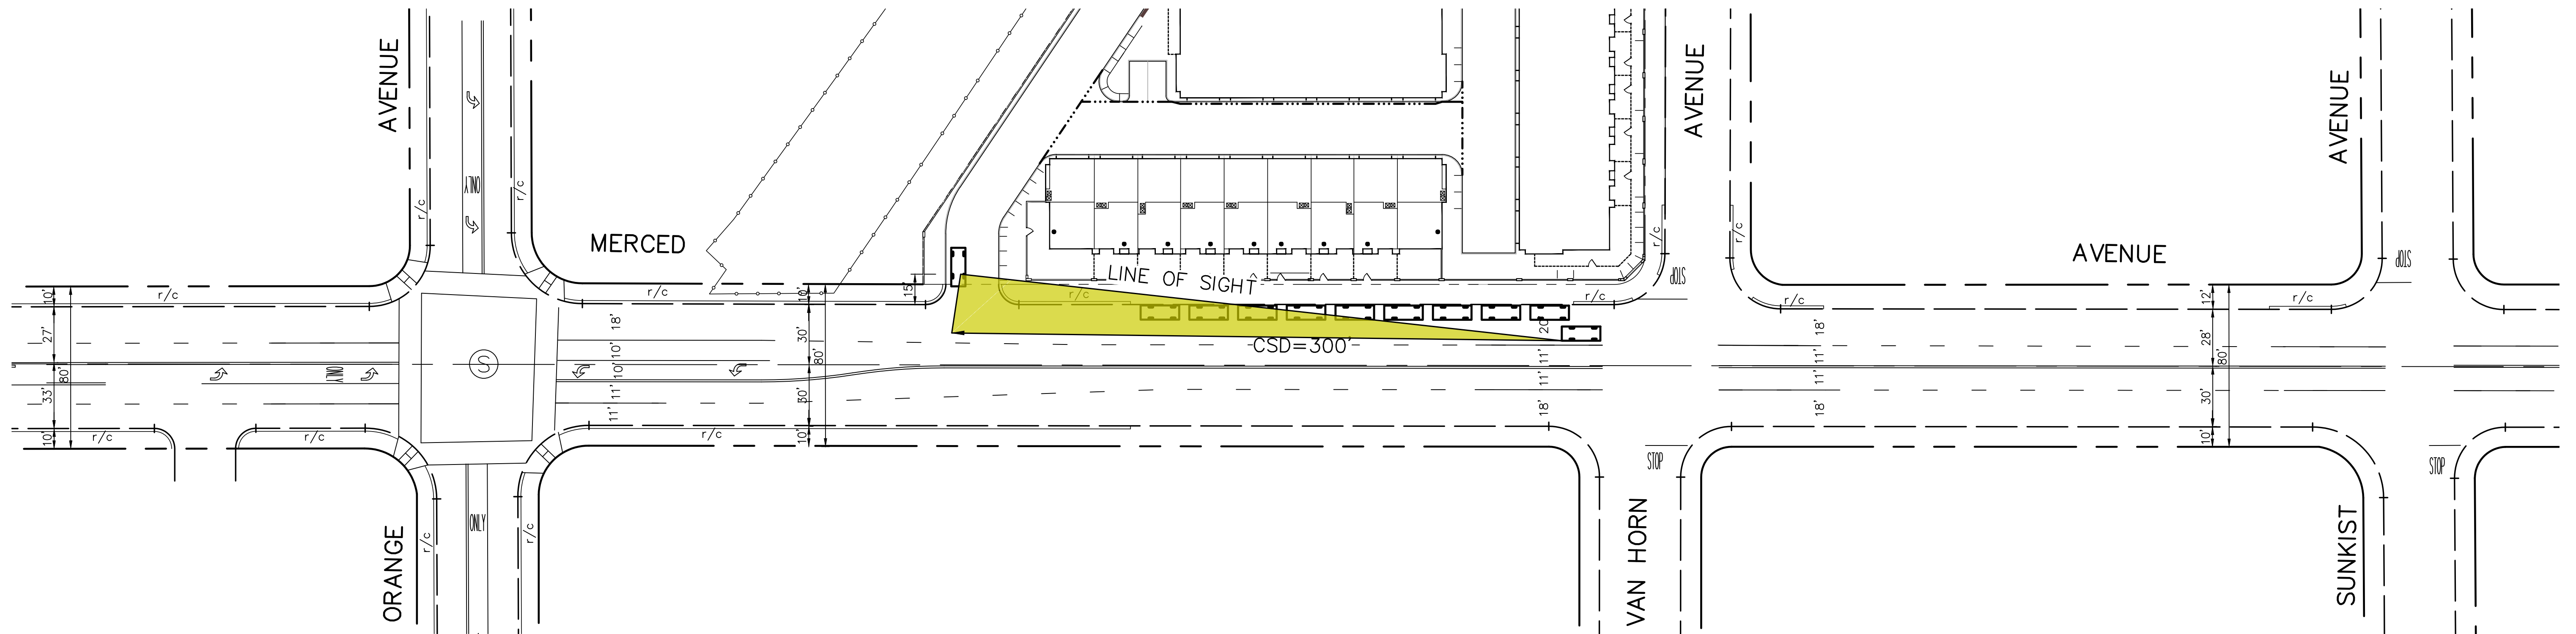 AVENUE
AVENUE
AVENUE
ONLY
r/c
r/c
MERCED
AVENUE
r/c
r/c
STOP
STOP
LINE OF SIGHT
10'
r/c
r/c
10'
15'
r/c
r/c
r/c
12'
r/c
27'
18'
30'
20'
18'
28'
10'
CSD=300'
11'
11'
80'
S
80'
80'
ONLY
10'
11'
11'
33'
11'
30'
30'
11'
18'
18'
10'
r/c
r/c
r/c
10'
10'
STOP
STOP
ORANGE
r/c
ONLY
r/c
VAN HORN
SUNKIST